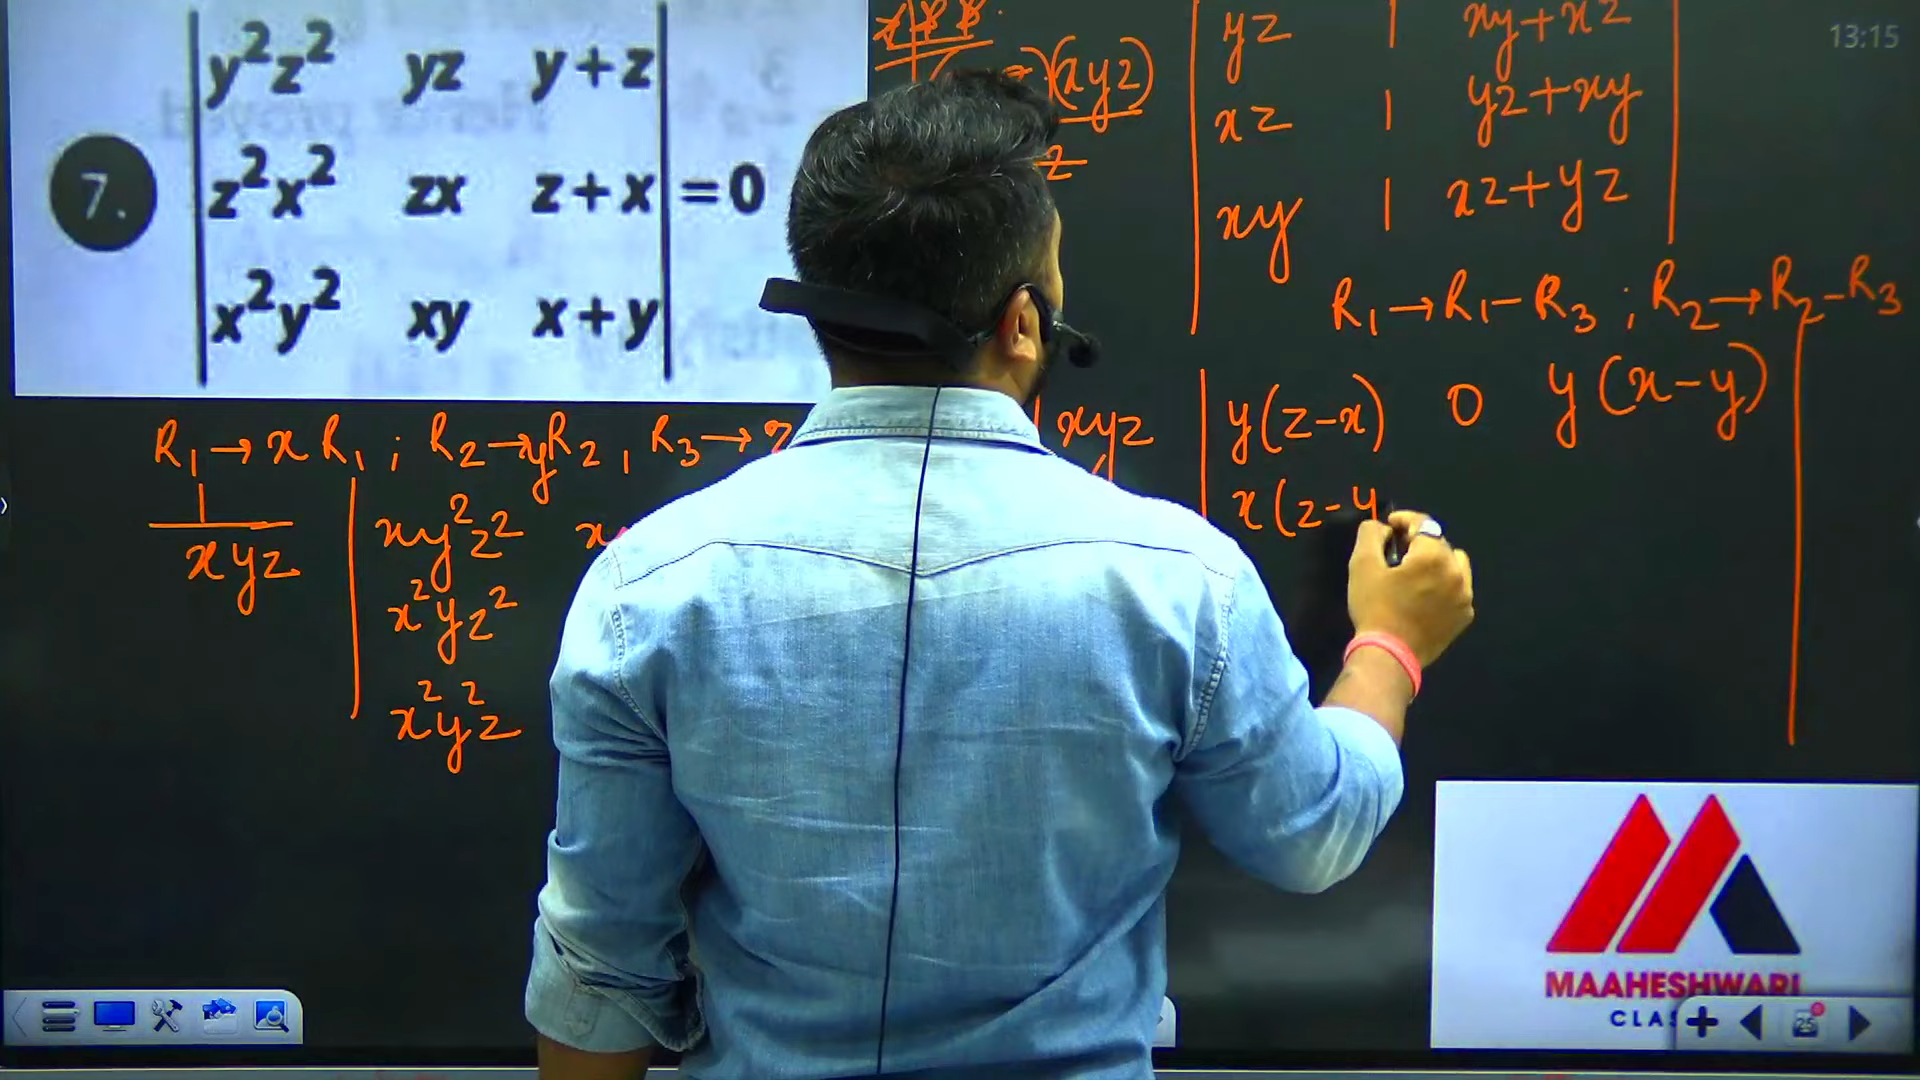 y²z² yz y+z
7. z²x² zx z+x =0
x²y² xy x+y
R₁→xR₁ ; R₂→yR₂ , R₃→z
1
xyz
xy²z² x
x²yz²
x²y²z
(xyz)
z
yz 1 xy+xz
xz 1 yz+xy
xy 1 xz+yz
R₁→R₁-R₃ ; R₂→R₂-R₃
xyz y(z-x) 0 y(x-y)
x(z-y
13:15
MAAHESHWARI
25